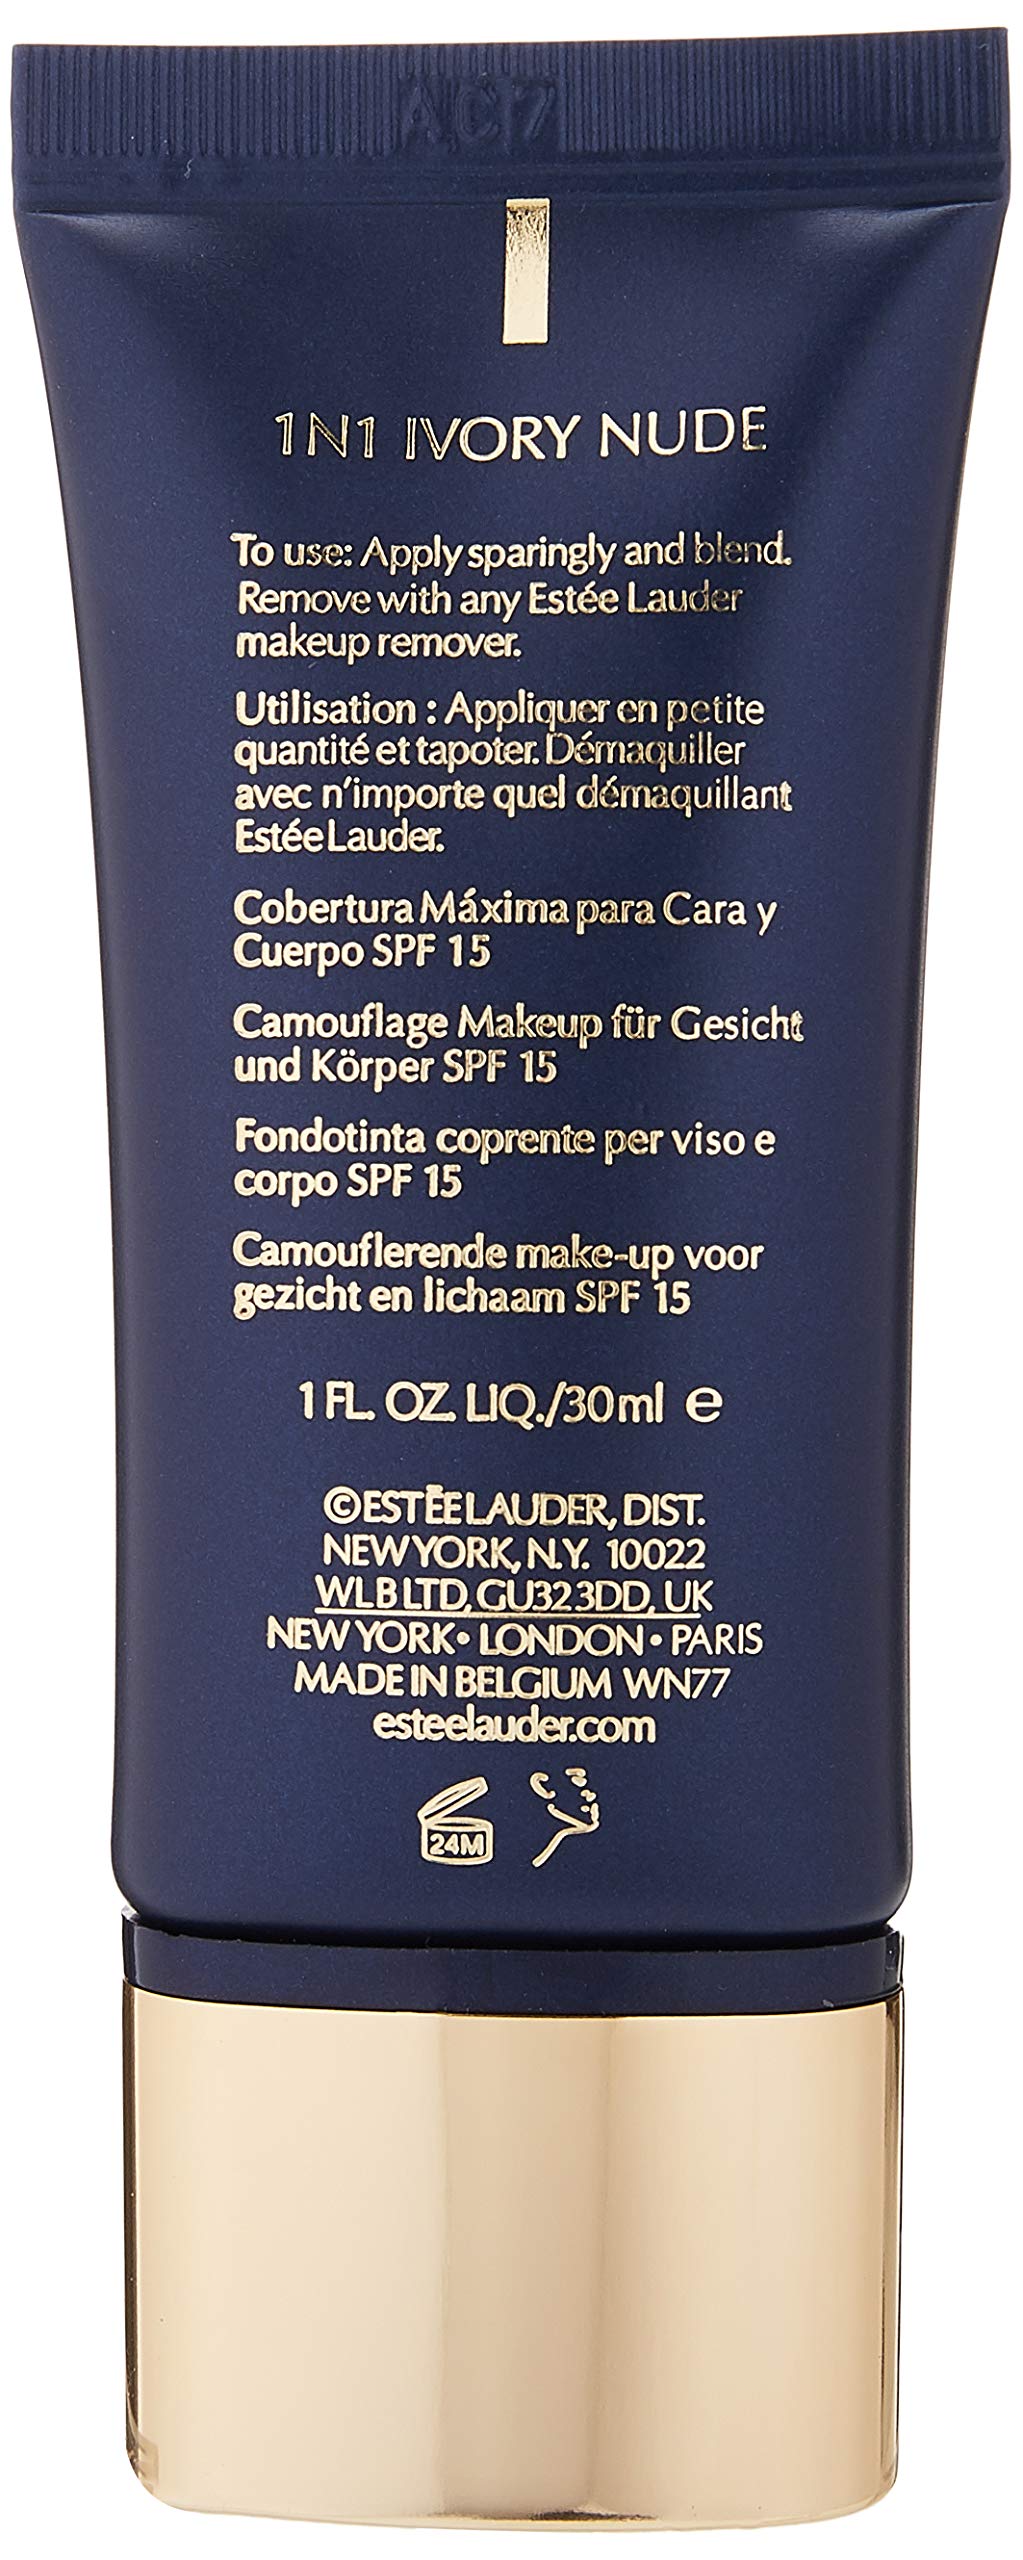 AC17
1N1 IVORY NUDE
To use: Apply sparingly and blend.
Remove with any Estée Lauder
makeup remover.
Utilisation : Appliquer en petite
quantité et tapoter. Démaquiller
avec n'importe quel démaquillant
Estée Lauder.
Cobertura Máxima para Cara y
Cuerpo SPF 15
Camouflage Makeup für Gesicht
und Körper SPF 15
Fondotinta coprente per viso e
corpo SPF 15
Camouflerende make-up voor
gezicht en lichaam SPF 15
1 FL. OZ. LIQ./30ml e
©ESTĒE LAUDER, DIST.
NEW YORK, N.Y. 10022
WLB LTD, GU32 3DD, UK
NEW YORK • LONDON • PARIS
MADE IN BELGIUM WN77
esteelauder.com
24M